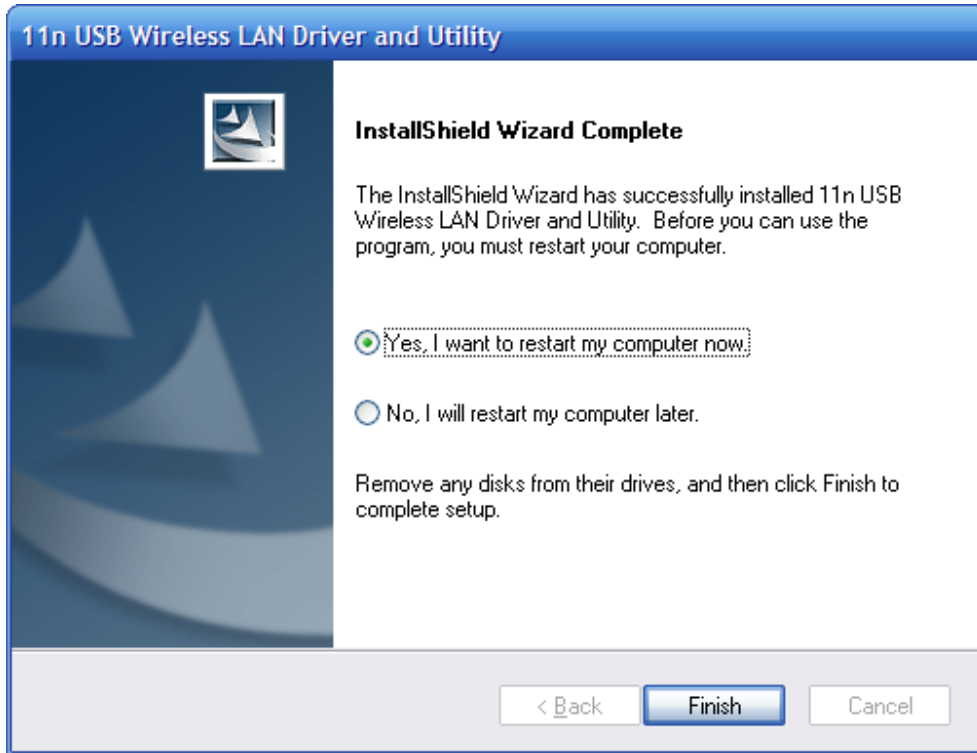 11n USB Wireless LAN Driver and Utility
InstallShield Wizard Complete
The InstallShield Wizard has successfully installed 11n USB
Wireless LAN Driver and Utility.  Before you can use the
program, you must restart your computer.
Yes, I want to restart my computer now.
No, I will restart my computer later.
Remove any disks from their drives, and then click Finish to
complete setup.
< Back
Finish
Cancel